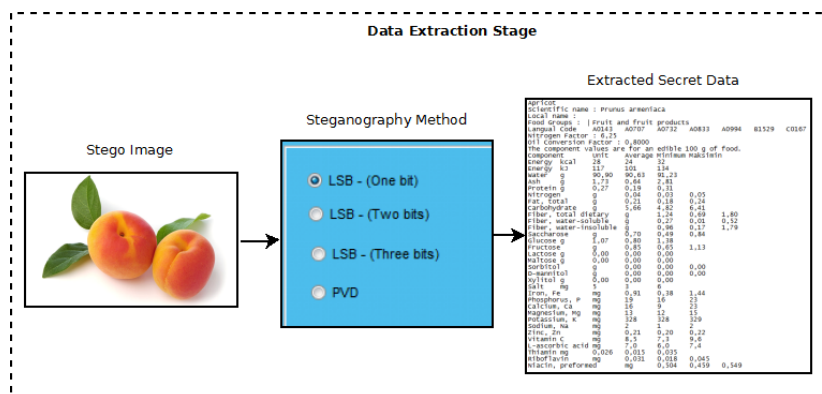 Data Extraction Stage
Extracted Secret Data
Steganography Method
Stego Image
LSB - (One bit)
LSB - (Two bits)
LSB - (Three bits)
PVD
Apricot
Scientific name : Prunus armeniaca
Local name :
Food Groups : | Fruit and fruit products
Langual Code A0143 A0707 A0732 A0833 A0994 B1529 C0167
Nitrogen Factor : 6,25
Oil Conversion Factor : 0,8000
The component values are for an edible 100 g of food.
Component Unit Average Minimum Maksimin
Energy kcal 28 24 32
Energy kJ 117 101 134
Water g 90,90 90,63 91,23
Ash g 1,73 0,64 2,81
Protein g 0,27 0,19 0,31
Nitrogen g 0,04 0,03 0,05
Fat, total g 0,21 0,18 0,24
Carbohydrate g 5,66 4,82 6,41
Fiber, total dietary g 1,24 0,69 1,80
Fiber, water-soluble g 0,27 0,01 0,52
Fiber, water-insoluble g 0,96 0,17 1,79
Saccharose g 0,70 0,49 0,84
Glucose g 1,07 0,80 1,38
Fructose g 0,85 0,65 1,13
Lactose g 0,00 0,00 0,00
Maltose g 0,00 0,00 0,00
Sorbitol g 0,00 0,00 0,00
D-mannitol g 0,00 0,00 0,00
Xylitol g 0,00 0,00 0,00
Salt mg 5 3 6
Iron, Fe mg 0,91 0,38 1,44
Phosphorus, P mg 19 16 23
Calcium, Ca mg 16 9 23
Magnesium, Mg mg 13 12 15
Potassium, K mg 328 328 329
Sodium, Na mg 2 1 2
Zinc, Zn mg 0,21 0,20 0,22
Vitamin C mg 8,5 7,3 9,6
L-ascorbic acid mg 7,0 6,0 7,4
Thiamin mg 0,026 0,015 0,035
Riboflavin mg 0,031 0,018 0,045
Niacin, preformed mg 0,504 0,459 0,549